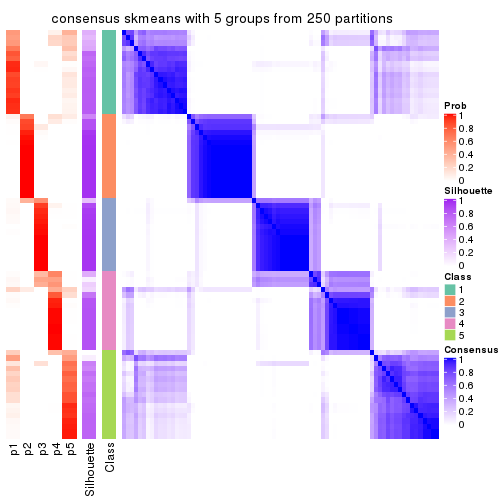 consensus skmeans with 5 groups from 250 partitions
Prob
1
0.8
0.6
0.4
0.2
0
Silhouette
1
0.8
0.6
0.4
0.2
0
Class
1
2
3
4
5
Consensus
1
0.8
0.6
0.4
0.2
0
p1
p2
p3
p4
p5
Silhouette
Class